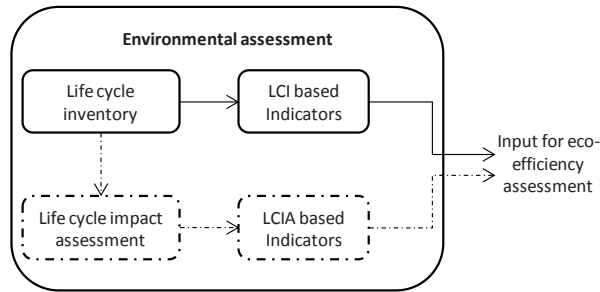 Environmental assessment
Life cycle
inventory
LCI based
Indicators
Input for eco-
efficiency
assessment
Life cycle impact
assessment
LCIA based
Indicators